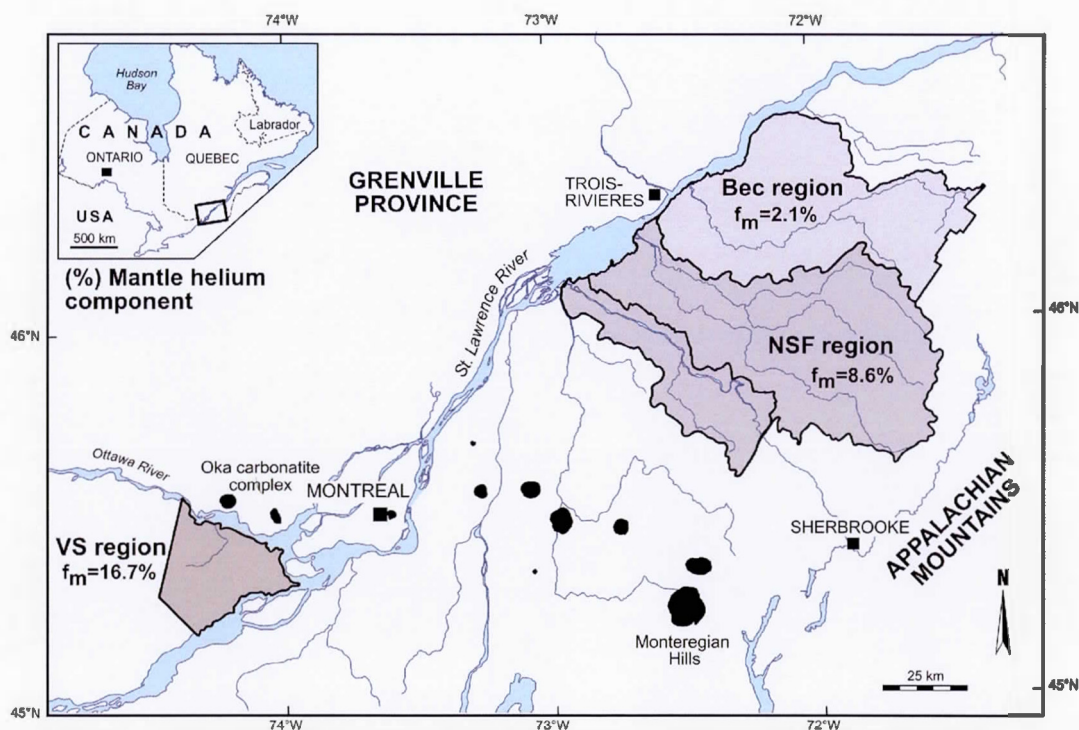 74°W
73°W
72°W
Hudson
Bay
CANADA
Labrador
ONTARIO
QUEBEC
USA
500 km
(%) Mantle helium
component
GRENVILLE
PROVINCE
TROIS-
RIVIERES
Bec region
fm=2.1%
St. Lawrence River
46°N
46°N
NSF region
fm=8.6%
Ottawa River
Oka carbonatite
complex
MONTREAL
VS region
fm=16.7%
SHERBROOKE
APPALACHIAN
MOUNTAINS
N
Monteregian
Hills
25 km
45°N
45°N
74°W
73°W
72°W